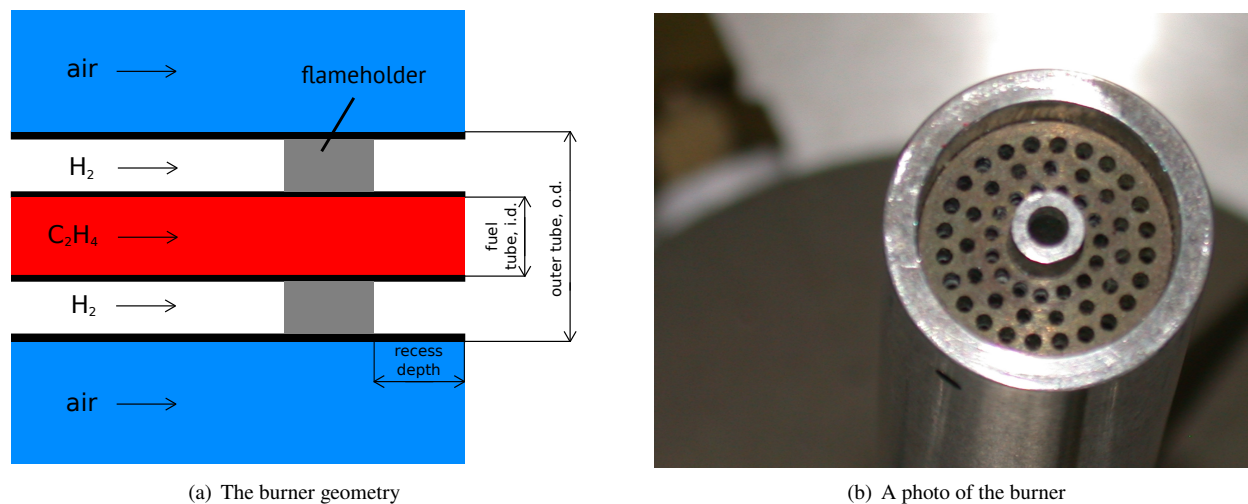 air
flameholder
H₂
C₂H₄
fuel
tube, i.d.
outer tube, o.d.
H₂
recess
depth
air
(a) The burner geometry
(b) A photo of the burner